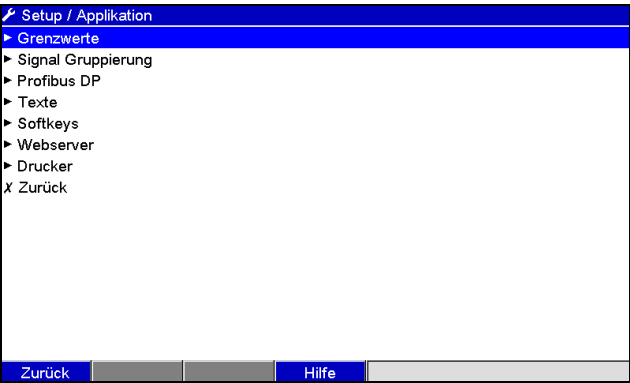 Setup / Applikation
► Grenzwerte
► Signal Gruppierung
► Profibus DP
► Texte
► Softkeys
► Webserver
► Drucker
✗ Zurück
Zurück Hilfe